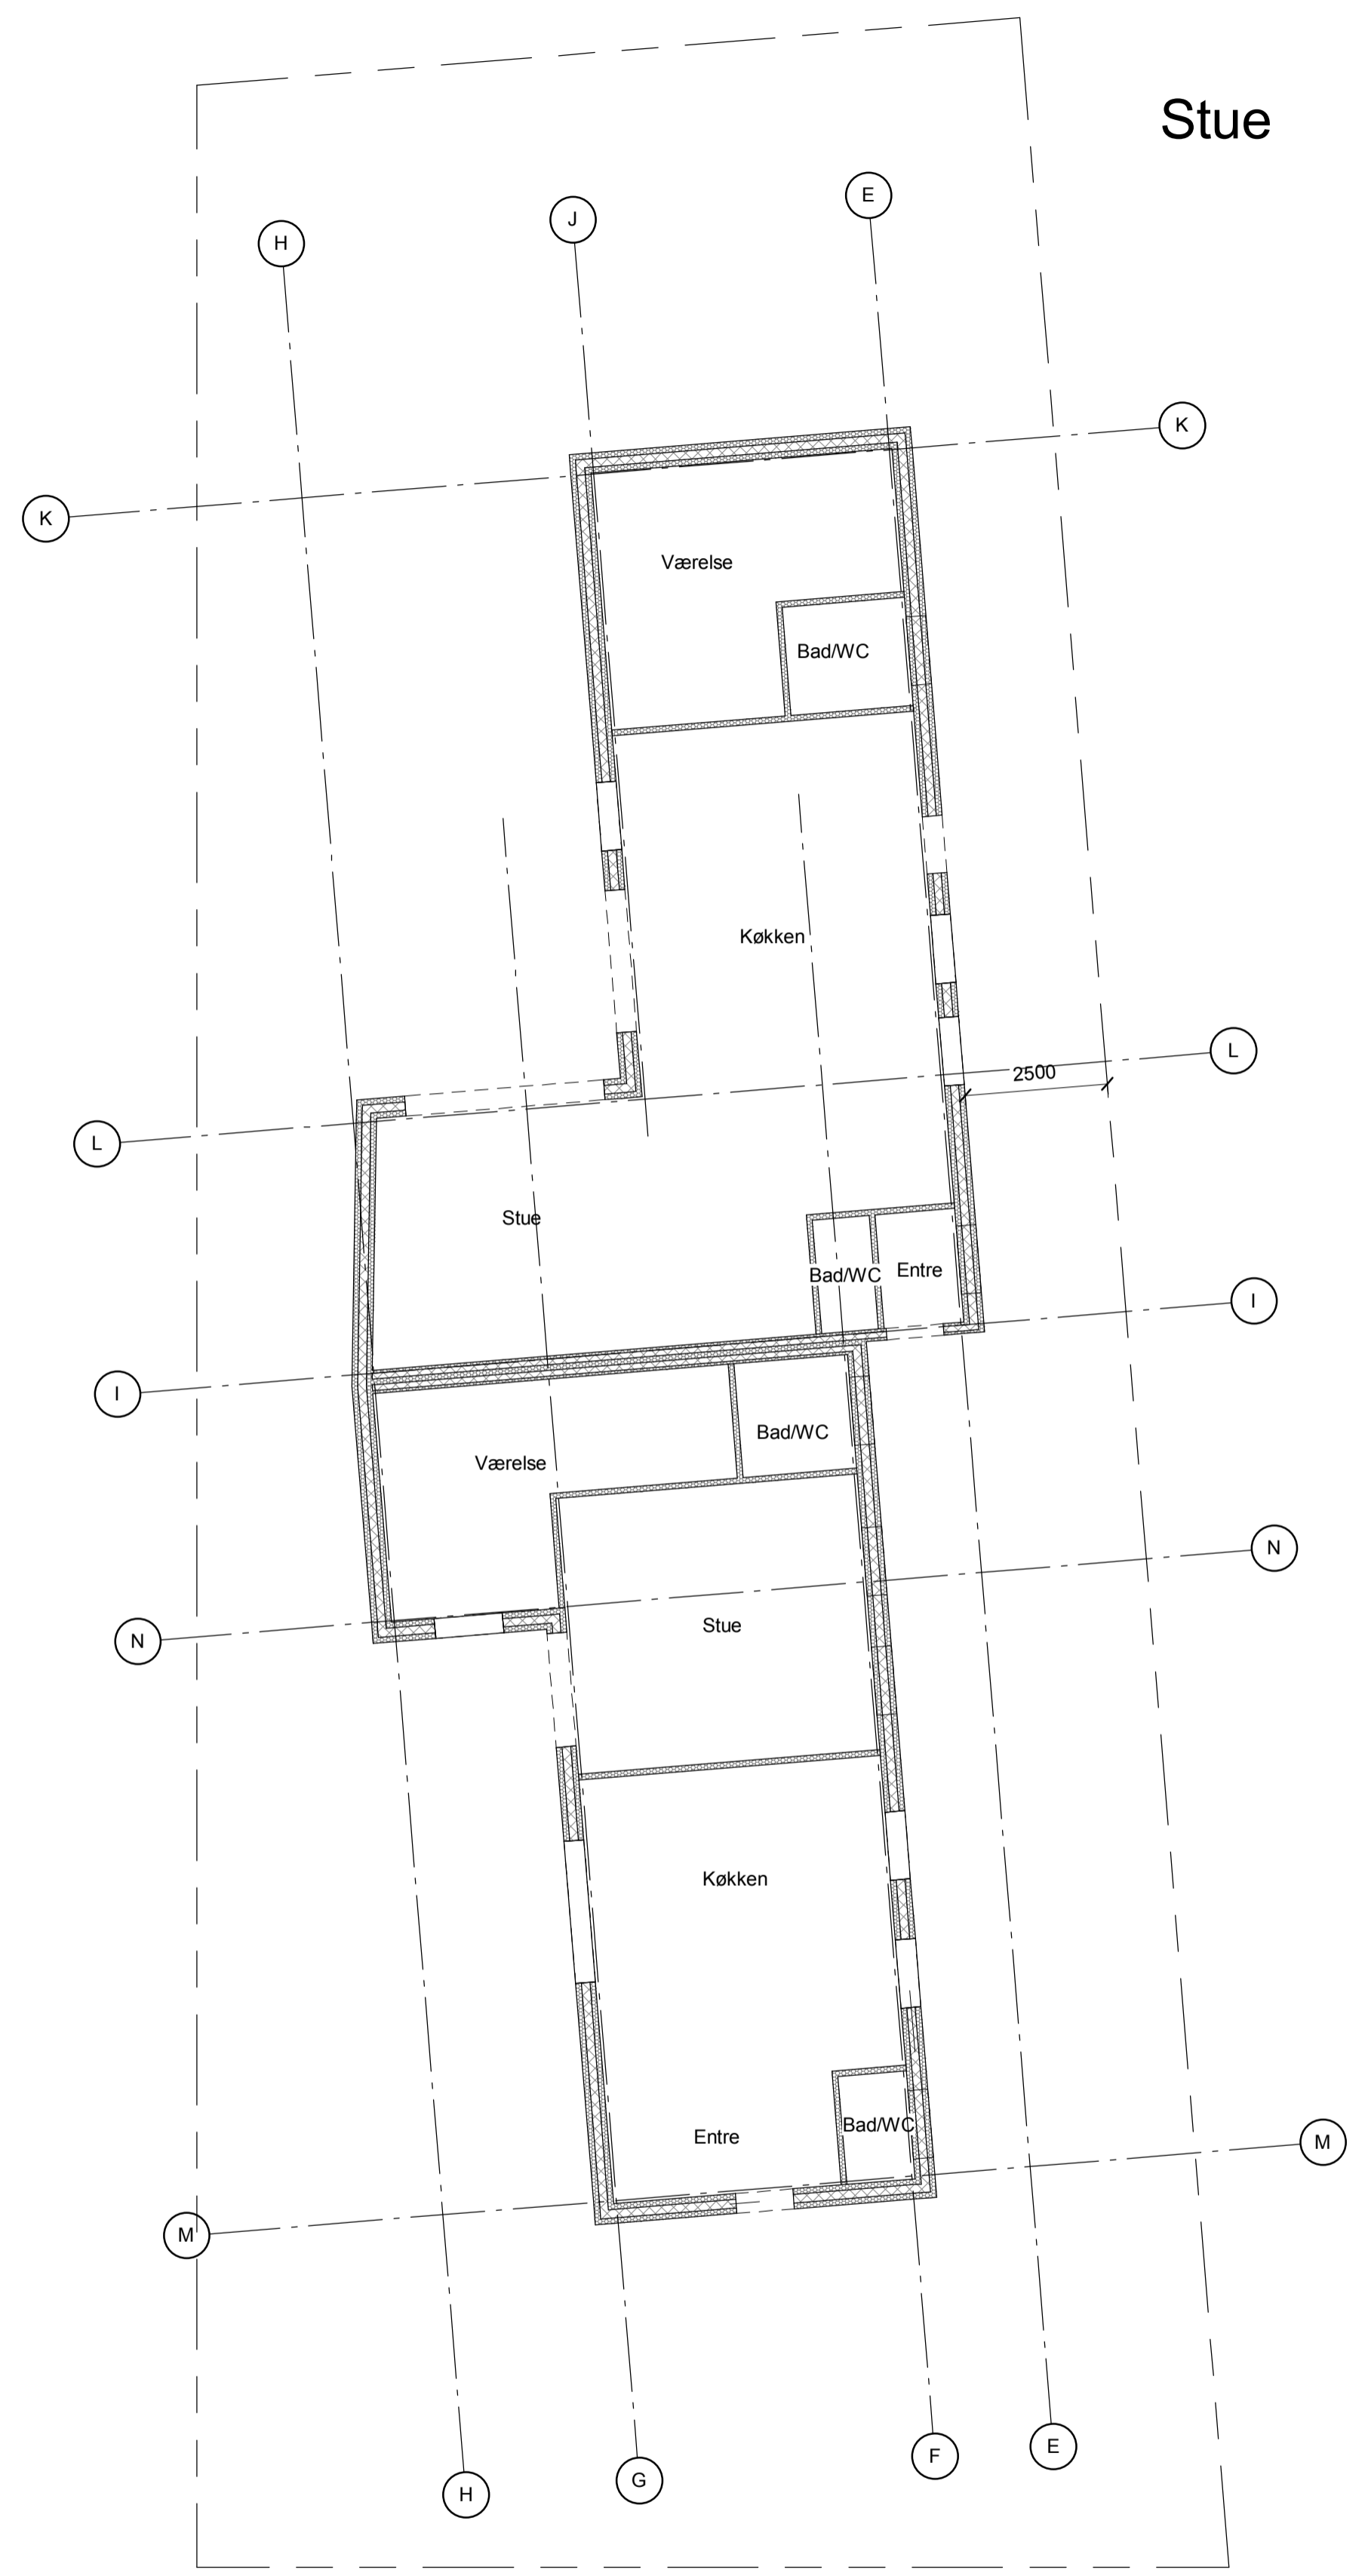 Stue
E
J
H
K
K
Værelse
Bad/WC
Køkken
L
2500
L
Stue
Entre
Bad/WC
I
I
Bad/WC
Værelse
N
Stue
N
Køkken
Bad/WC
Entre
M
M
E
F
G
H